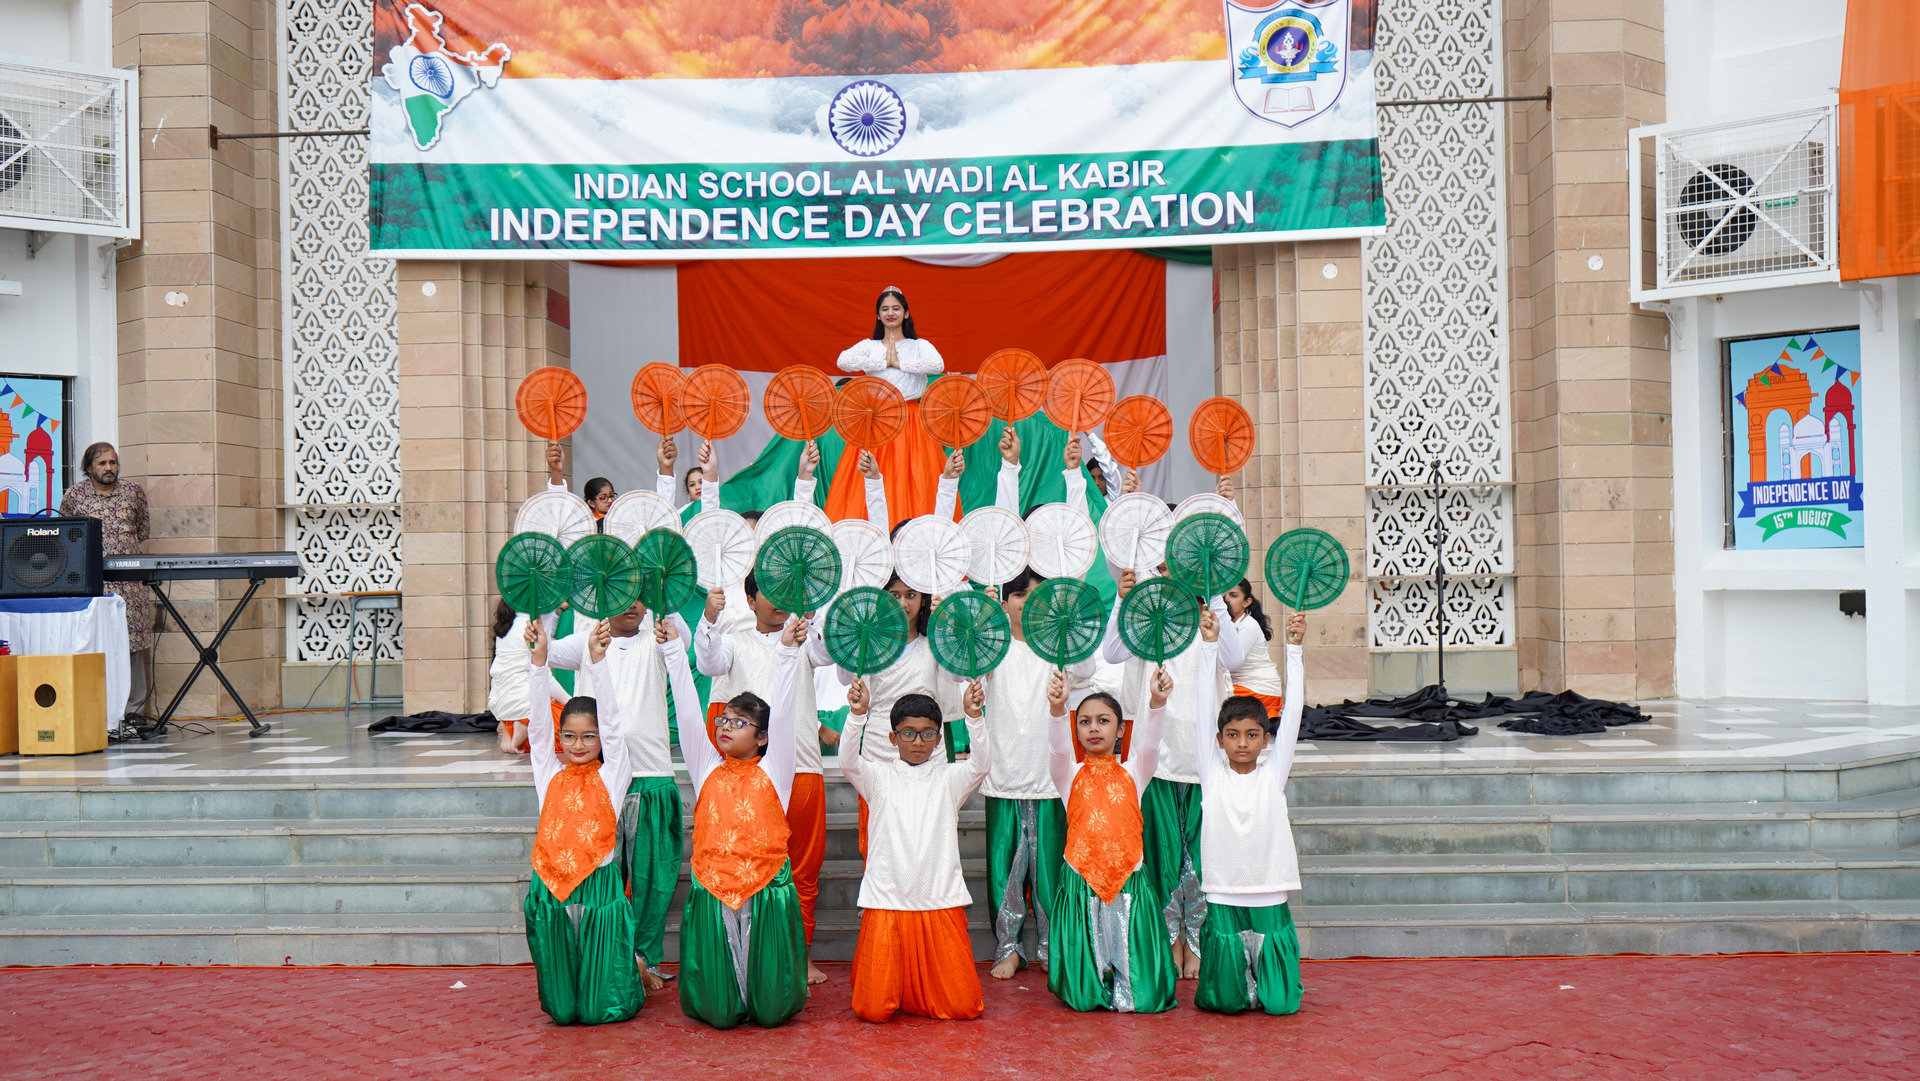 INDIAN SCHOOL AL WADI AL KABIR
INDEPENDENCE DAY CELEBRATION
INDEPENDENCE DAY
15TH AUGUST
Roland
YAMAHA